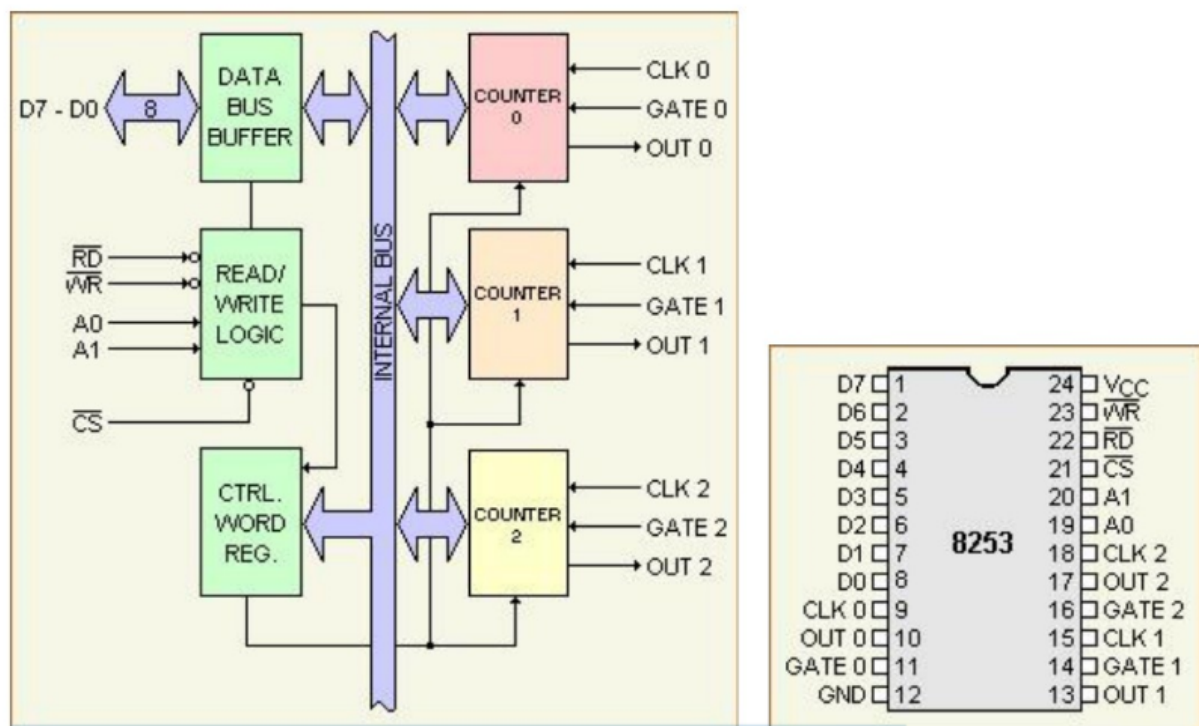 D7 - D0
8
DATA
BUS
BUFFER
COUNTER
0
CLK 0
GATE 0
OUT 0
RD
WR
A0
A1
CS
READ/
WRITE
LOGIC
INTERNAL BUS
COUNTER
1
CLK 1
GATE 1
OUT 1
CTRL.
WORD
REG.
COUNTER
2
CLK 2
GATE 2
OUT 2
D7 1 24 VCC
D6 2 23 WR
D5 3 22 RD
D4 4 21 CS
D3 5 20 A1
D2 6 19 A0
8253
D1 7 18 CLK 2
D0 8 17 OUT 2
CLK 0 9 16 GATE 2
OUT 0 10 15 CLK 1
GATE 0 11 14 GATE 1
GND 12 13 OUT 1